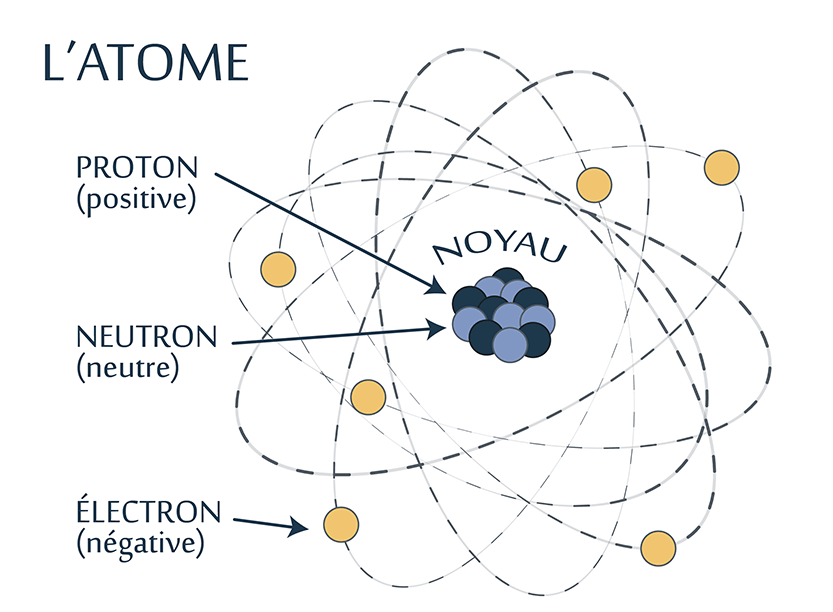 L’ATOME
PROTON
(positive)
NOYAU
NEUTRON
(neutre)
ÉLECTRON
(négative)